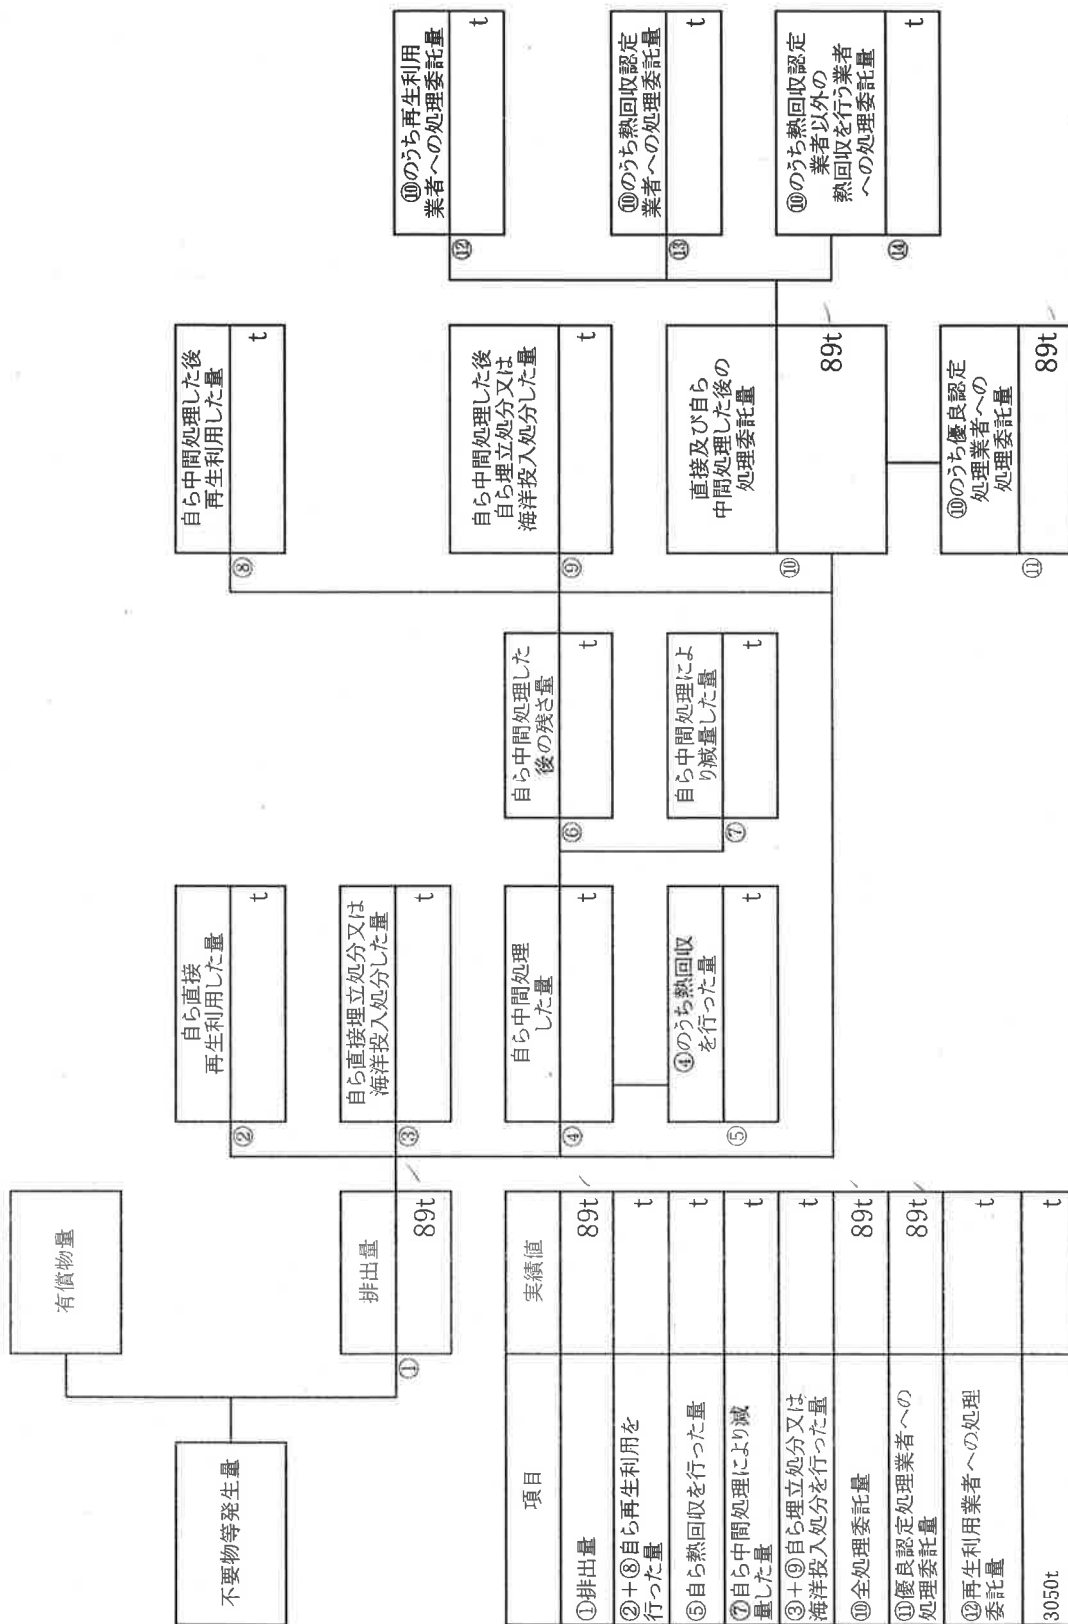 不要物等発生量
有償物量
排出量
①
89t
②
自ら直接
再生利用した量
t
③
自ら直接埋立処分又は
海洋投入処分した量
t
④
自ら中間処理
した量
t
⑤
④のうち熱回収
を行った量
t
⑥
自ら中間処理した
後の残さ量
t
⑦
自ら中間処理によ
り減量した量
t
⑧
自ら中間処理した後
再生利用した量
t
⑨
自ら中間処理した後
自ら埋立処分又は
海洋投入処分した量
t
⑩
直接及び自ら
中間処理した後の
処理委託量
89t
⑪
⑩のうち優良認定
処理業者への
処理委託量
89t
⑫
⑩のうち再生利用
業者への処理委託量
t
⑬
⑩のうち熱回収認定
業者への処理委託量
t
⑭
⑩のうち熱回収認定
業者以外の
熱回収を行う業者
への処理委託量
t
項目 実績値
①排出量 89t
②+⑧自ら再生利用を
行った量 t
⑤自ら熱回収を行った量 t
⑦自ら中間処理により減
量した量 t
③+⑨自ら埋立処分又は
海洋投入処分を行った量 t
⑩全処理委託量 89t
⑪優良認定処理業者への
処理委託量 89t
⑫再生利用業者への処理
委託量 t
3050t t